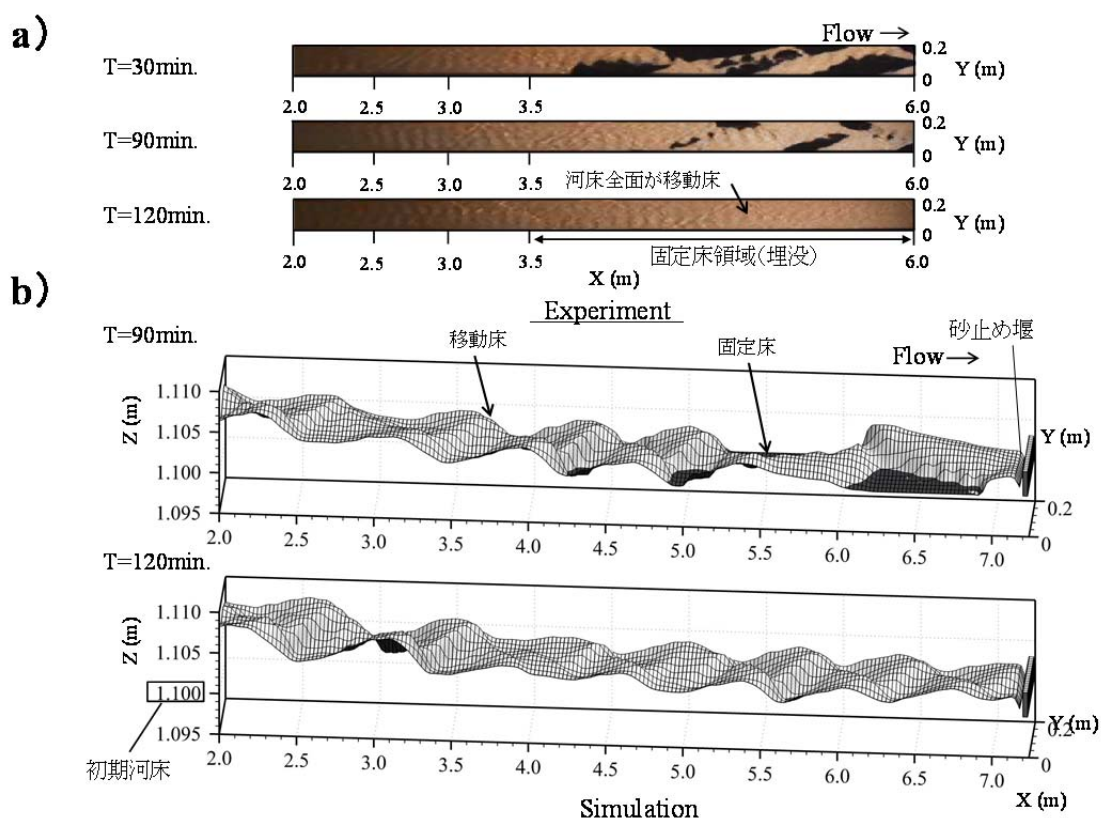 a)
Flow →
T=30min.
0.2
0
Y (m)
2.0 2.5 3.0 3.5 6.0
T=90min.
0.2
0
Y (m)
2.0 2.5 3.0 3.5 6.0
河床全面が移動床
T=120min.
0.2
0
Y (m)
2.0 2.5 3.0 3.5 6.0
固定床領域(埋没)
X (m)
b)
Experiment
T=90min.
移動床
固定床
砂止め堰
Flow →
Z (m)
1.110
1.105
1.100
1.095
Y (m)
0.2
0
2.0 2.5 3.0 3.5 4.0 4.5 5.0 5.5 6.0 6.5 7.0
T=120min.
Z (m)
1.110
1.105
1.100
1.095
Y (m)
0.2
0
初期河床
2.0 2.5 3.0 3.5 4.0 4.5 5.0 5.5 6.0 6.5 7.0
X (m)
Simulation